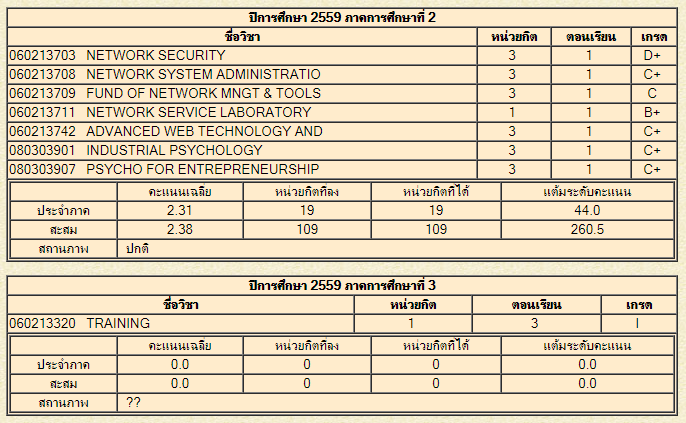 ปีการศึกษา 2559 ภาคการศึกษาที่ 2
ชื่อวิชา หน่วยกิต ตอนเรียน เกรด
060213703 NETWORK SECURITY 3 1 D+
060213708 NETWORK SYSTEM ADMINISTRATIO 3 1 C+
060213709 FUND OF NETWORK MNGT & TOOLS 3 1 C
060213711 NETWORK SERVICE LABORATORY 1 1 B+
060213742 ADVANCED WEB TECHNOLOGY AND 3 1 C+
080303901 INDUSTRIAL PSYCHOLOGY 3 1 C+
080303907 PSYCHO FOR ENTREPRENEURSHIP 3 1 C+
คะแนนเฉลี่ย หน่วยกิตที่ลง หน่วยกิตที่ได้ แต้มระดับคะแนน
ประจำภาค 2.31 19 19 44.0
สะสม 2.38 109 109 260.5
สถานภาพ ปกติ
ปีการศึกษา 2559 ภาคการศึกษาที่ 3
ชื่อวิชา หน่วยกิต ตอนเรียน เกรด
060213320 TRAINING 1 3 I
คะแนนเฉลี่ย หน่วยกิตที่ลง หน่วยกิตที่ได้ แต้มระดับคะแนน
ประจำภาค 0.0 0 0 0.0
สะสม 0.0 0 0 0.0
สถานภาพ ??